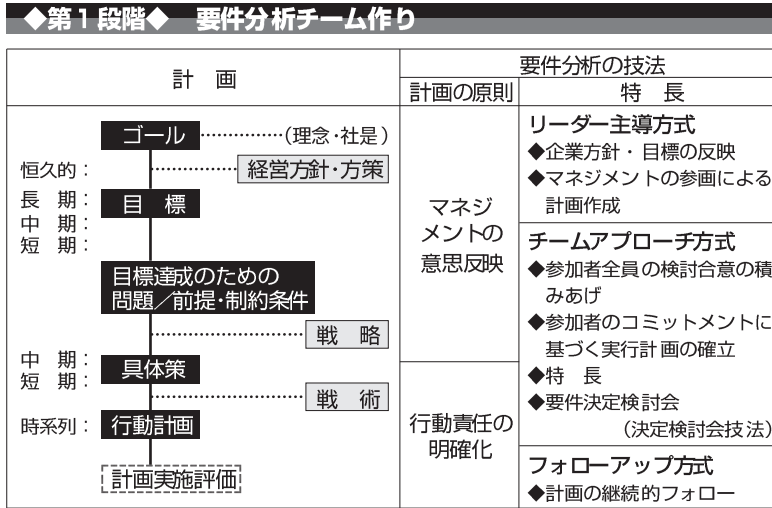 ◆第1段階◆　要件分析チーム作り
計　画
要件分析の技法
計画の原則
特　長
ゴール……………(理念・社是)
恒久的：
経営方針・方策
長　期：
中　期：
短　期：
目　標
目標達成のための
問題／前提・制約条件
戦　略
中　期：
短　期：
具体策
戦　術
時系列：
行動計画
計画実施評価
マネジ
メントの
意思反映
行動責任の
明確化
リーダー主導方式
◆企業方針・目標の反映
◆マネジメントの参画による
計画作成
チームアプローチ方式
◆参加者全員の検討合意の積
みあげ
◆参加者のコミットメントに
基づく実行計画の確立
◆特　長
◆要件決定検討会
（決定検討会技法）
フォローアップ方式
◆計画の継続的フォロー